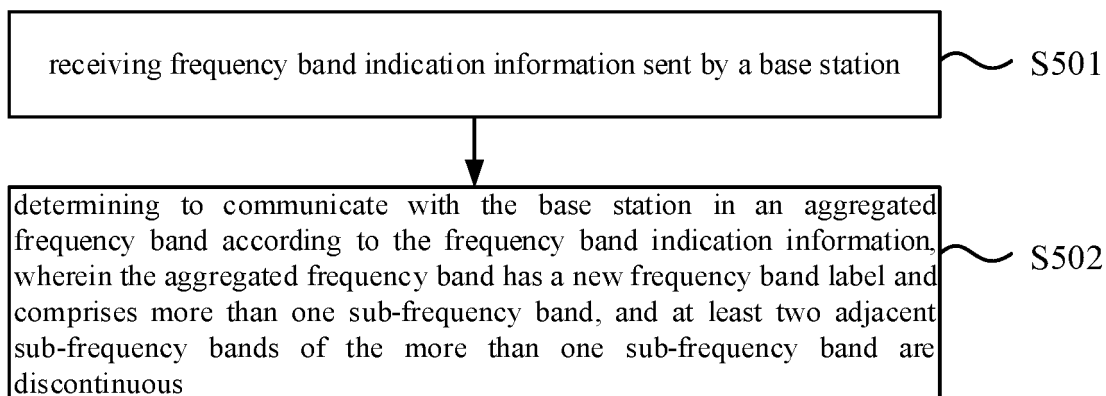 receiving frequency band indication information sent by a base station
S501
determining to communicate with the base station in an aggregated
frequency band according to the frequency band indication information,
wherein the aggregated frequency band has a new frequency band label and
comprises more than one sub-frequency band, and at least two adjacent
sub-frequency bands of the more than one sub-frequency band are
discontinuous
S502